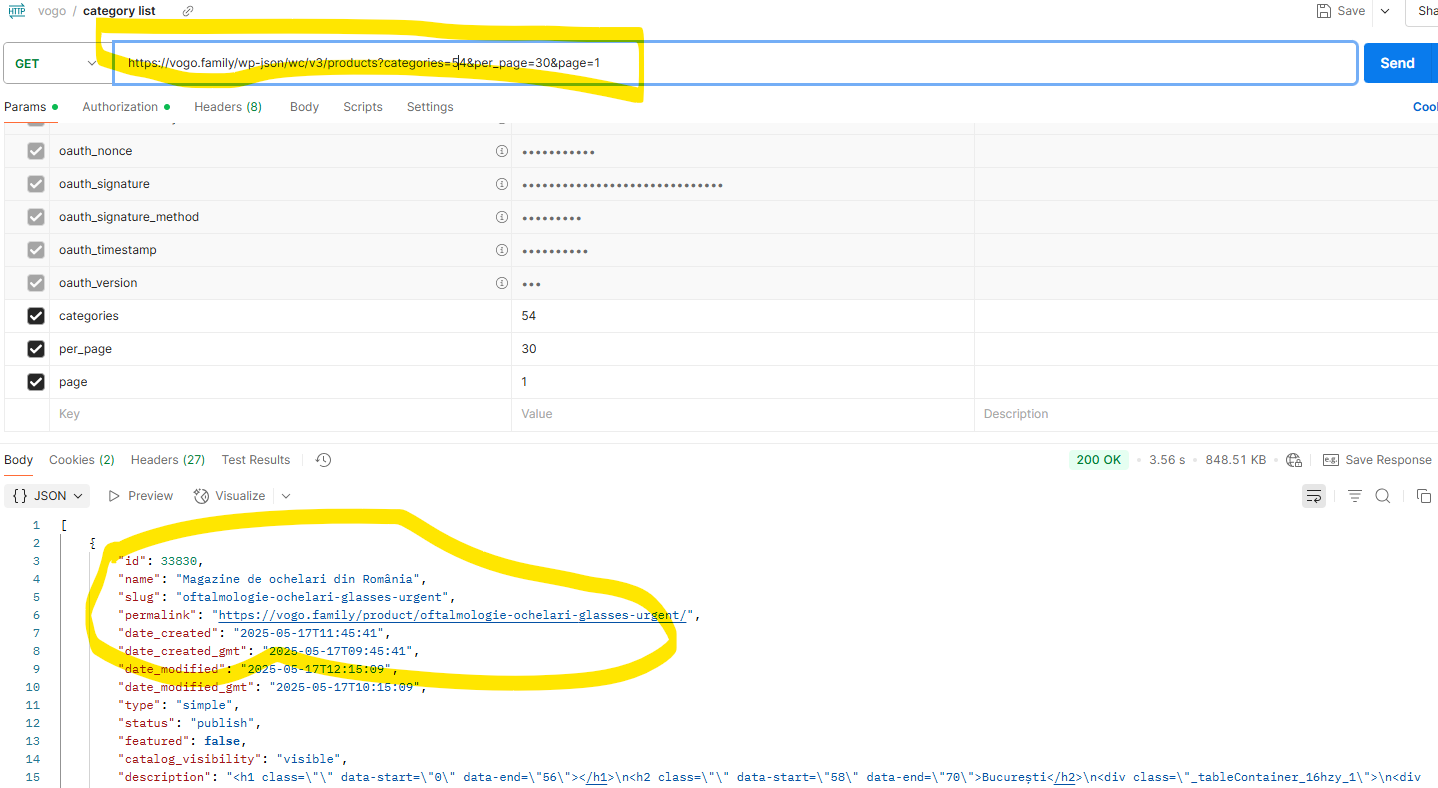 HTTP vogo / category list Save Sha
GET https://vogo.family/wp-json/wc/v3/products?categories=54&per_page=30&page=1 Send
Params Authorization Headers (8) Body Scripts Settings Cool
oauth_nonce
oauth_signature
oauth_signature_method
oauth_timestamp
oauth_version
categories 54
per_page 30
page 1
Key Value Description
Body Cookies (2) Headers (27) Test Results 200 OK • 3.56 s • 848.51 KB • e.g. Save Response
{} JSON Preview Visualize
1 [
2 {
3 "id": 33830,
4 "name": "Magazine de ochelari din România",
5 "slug": "oftalmologie-ochelari-glasses-urgent",
6 "permalink": "https://vogo.family/product/oftalmologie-ochelari-glasses-urgent/",
7 "date_created": "2025-05-17T11:45:41",
8 "date_created_gmt": "2025-05-17T09:45:41",
9 "date_modified": "2025-05-17T12:15:09",
10 "date_modified_gmt": "2025-05-17T10:15:09",
11 "type": "simple",
12 "status": "publish",
13 "featured": false,
14 "catalog_visibility": "visible",
15 "description": "<h1 class=\"\" data-start=\"0\" data-end=\"56\"></h1>\n<h2 class=\"\" data-start=\"58\" data-end=\"70\">București</h2>\n<div class=\"_tableContainer_16hzy_1\">\n<div